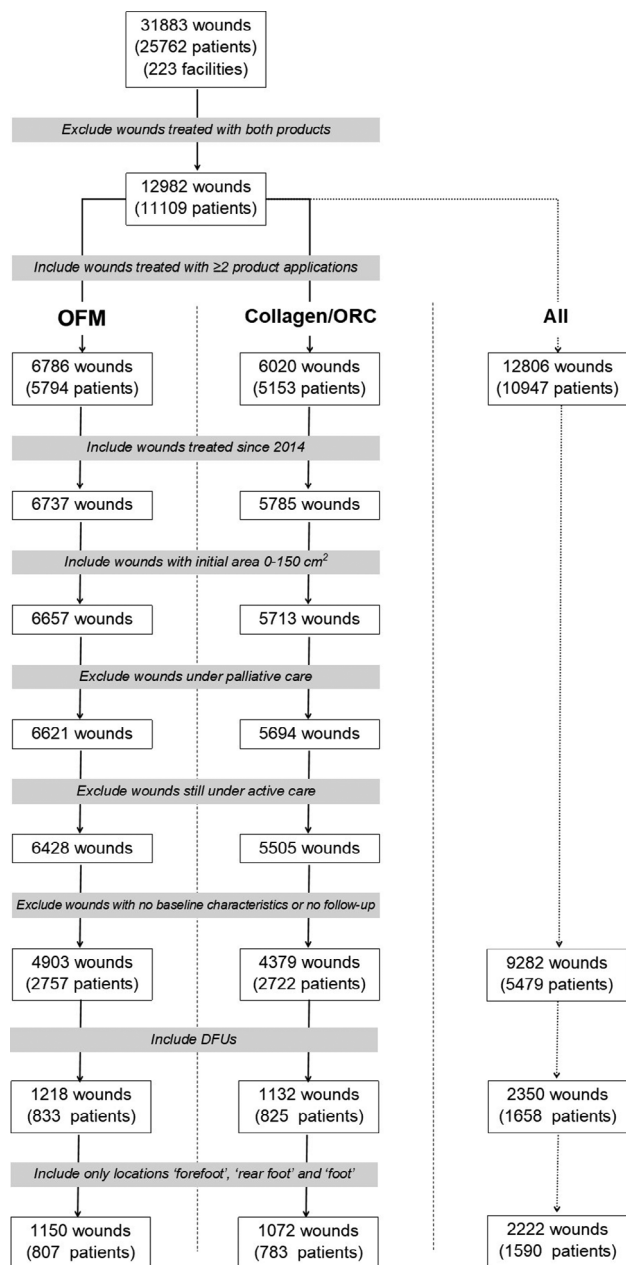 31883 wounds
(25762 patients)
(223 facilities)
Exclude wounds treated with both products
12982 wounds
(11109 patients)
Include wounds treated with ≥2 product applications
OFM
Collagen/ORC
All
6786 wounds
(5794 patients)
6020 wounds
(5153 patients)
12806 wounds
(10947 patients)
Include wounds treated since 2014
6737 wounds
5785 wounds
Include wounds with initial area 0-150 cm²
6657 wounds
5713 wounds
Exclude wounds under palliative care
6621 wounds
5694 wounds
Exclude wounds still under active care
6428 wounds
5505 wounds
Exclude wounds with no baseline characteristics or no follow-up
4903 wounds
(2757 patients)
4379 wounds
(2722 patients)
9282 wounds
(5479 patients)
Include DFUs
1218 wounds
(833 patients)
1132 wounds
(825 patients)
2350 wounds
(1658 patients)
Include only locations ‘forefoot’, ‘rear foot’ and ‘foot’
1150 wounds
(807 patients)
1072 wounds
(783 patients)
2222 wounds
(1590 patients)